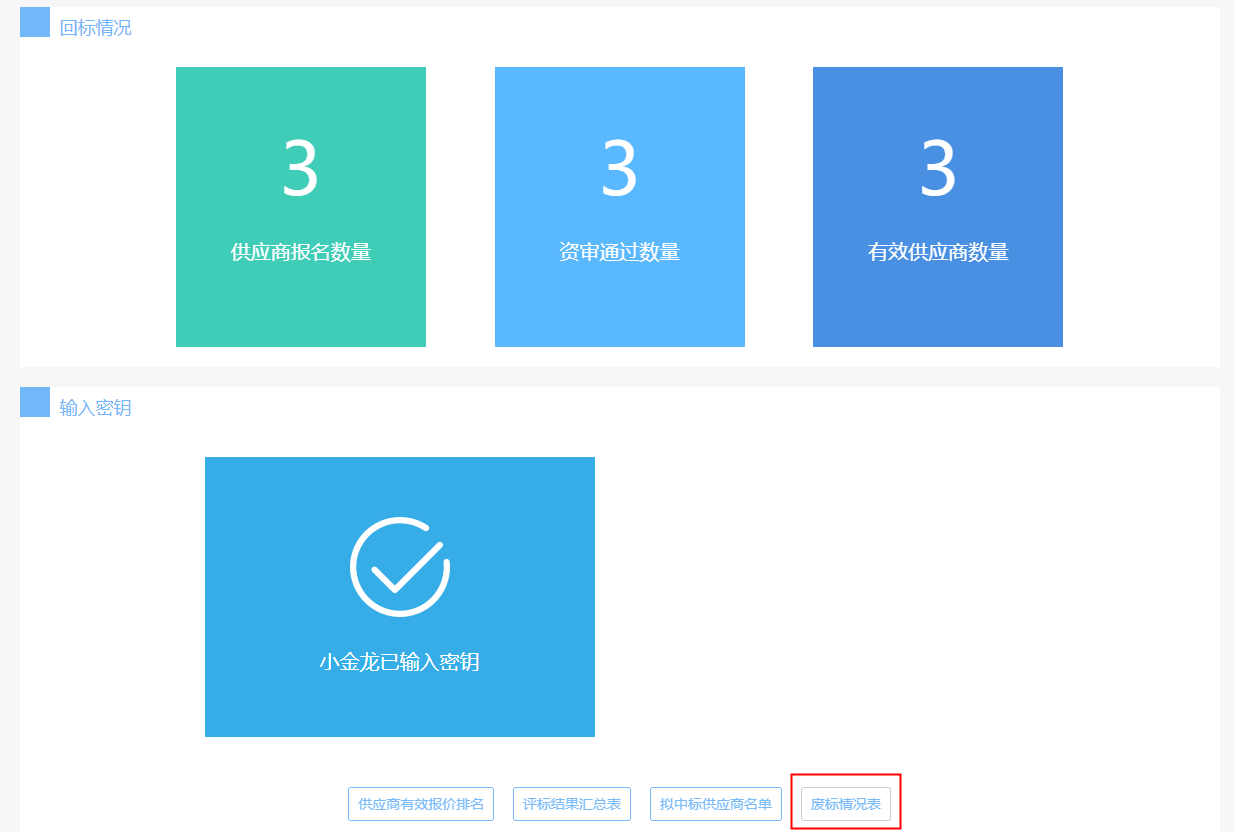 回标情况
3
供应商报名数量
3
资审通过数量
3
有效供应商数量
输入密钥
小金龙已输入密钥
供应商有效报价排名
评标结果汇总表
拟中标供应商名单
废标情况表